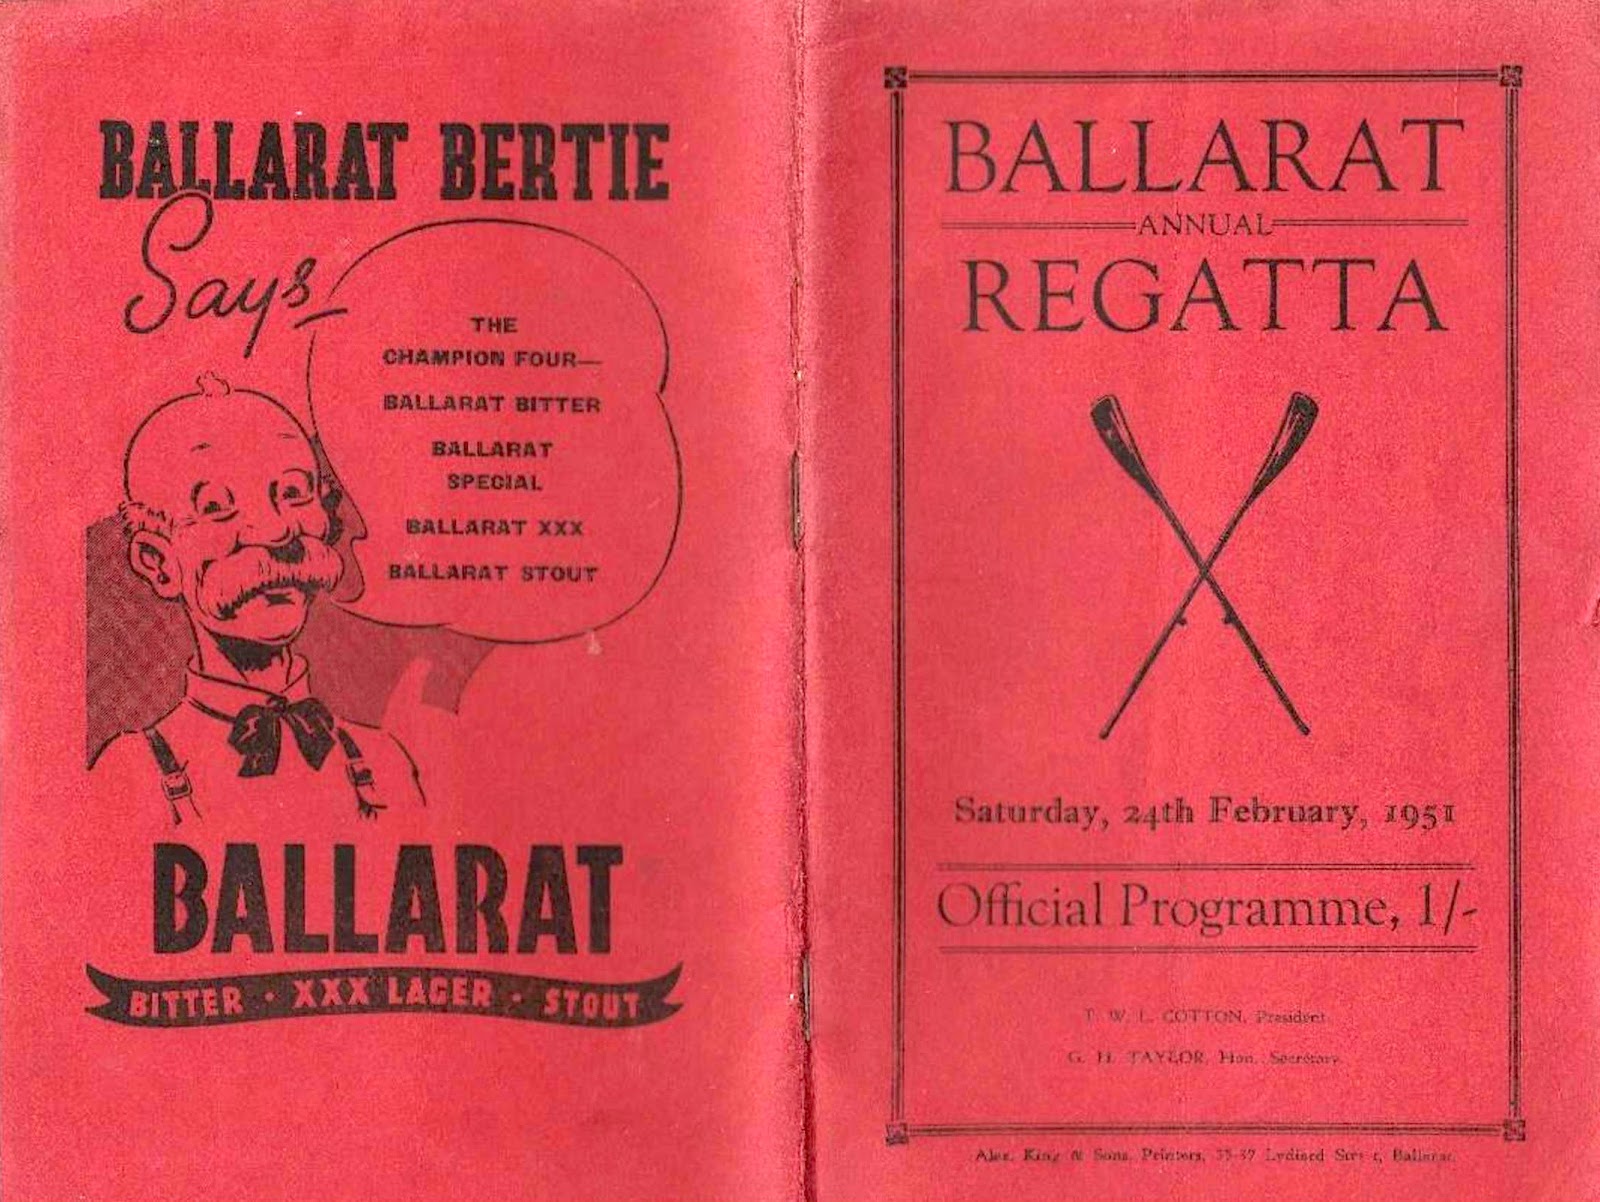 BALLARAT BERTIE
Says
THE
CHAMPION FOUR—
BALLARAT BITTER
BALLARAT
SPECIAL
BALLARAT XXX
BALLARAT STOUT
BALLARAT
BITTER · XXX LAGER · STOUT
BALLARAT
ANNUAL
REGATTA
Saturday, 24th February, 1951
Official Programme, 1/-
T. W. L. COTTON, President.
G. H. TAYLOR, Hon. Secretary.
Alex. King & Sons, Printers, 35-37 Lydiard Street, Ballarat.